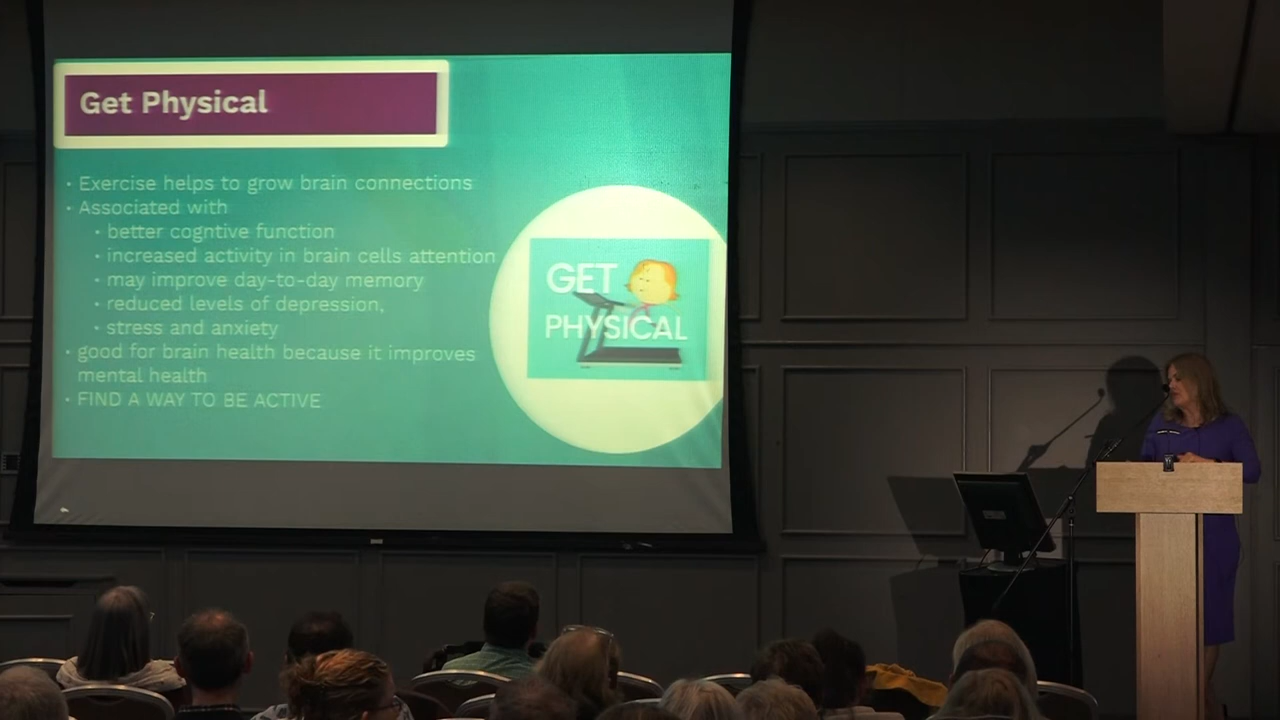 Get Physical
• Exercise helps to grow brain connections
• Associated with
• better cogntive function
• increased activity in brain cells attention
• may improve day-to-day memory
• reduced levels of depression,
• stress and anxiety
• good for brain health because it improves
mental health
• FIND A WAY TO BE ACTIVE
GET
PHYSICAL